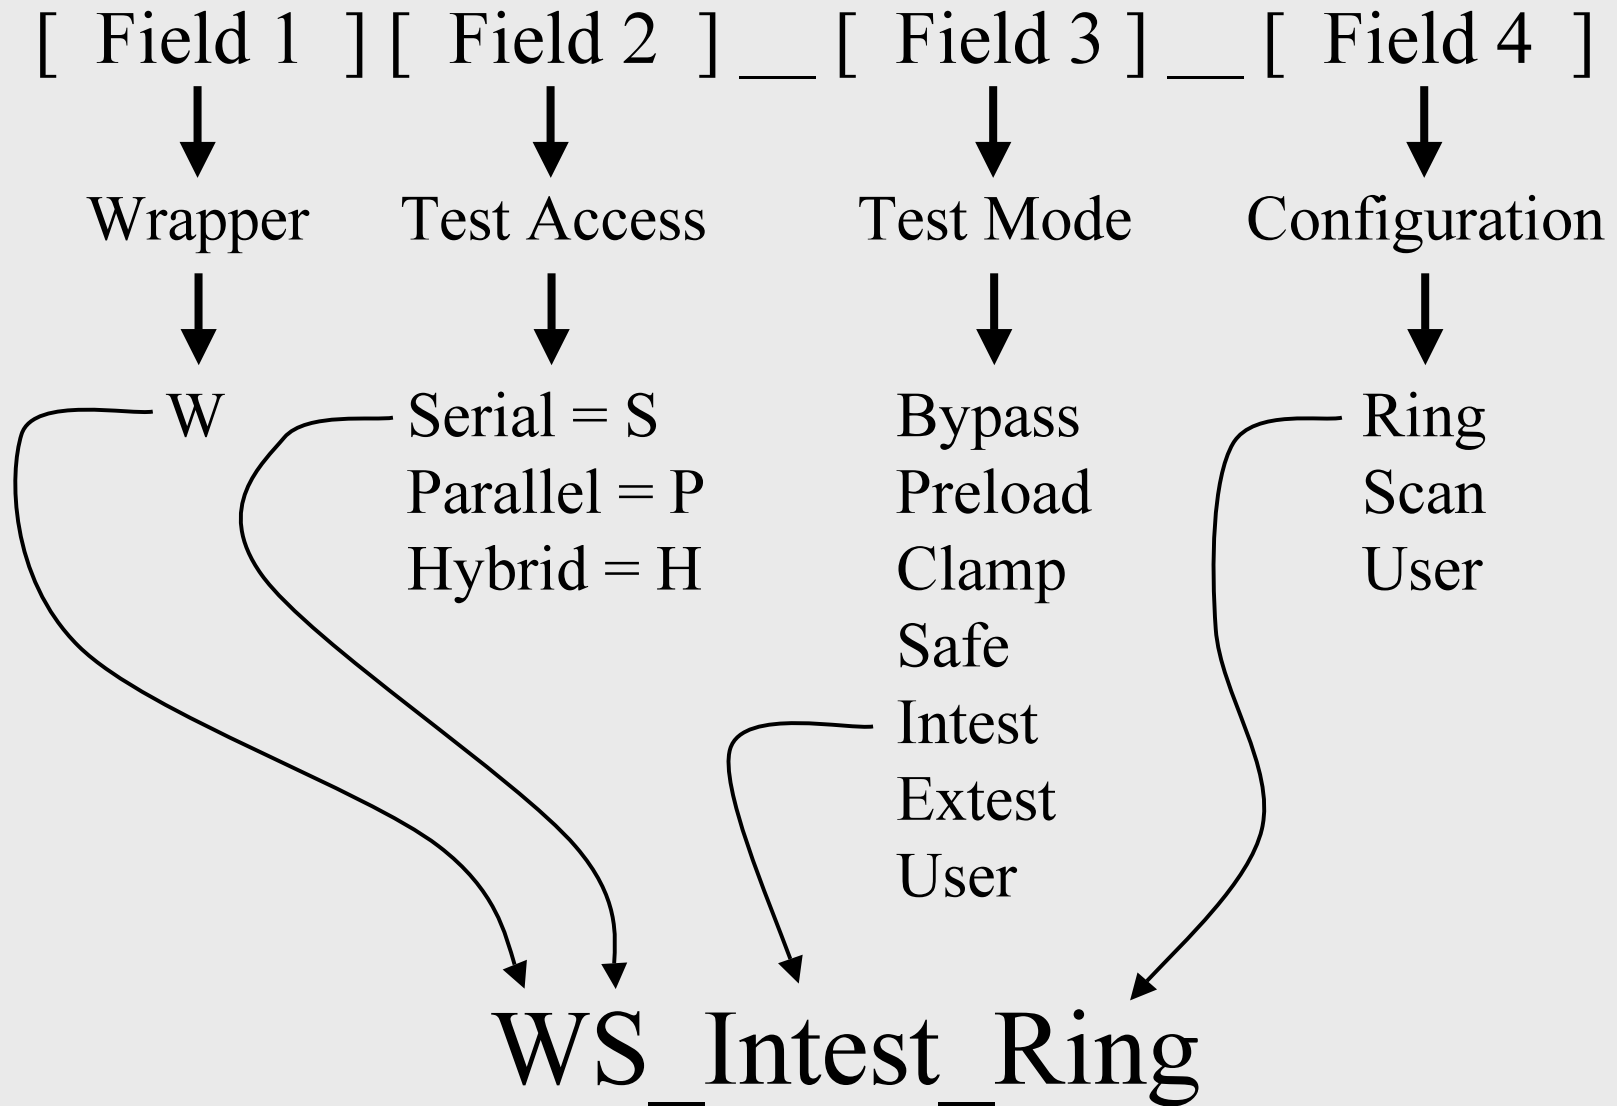 [ Field 1 ] [ Field 2 ] __ [ Field 3 ] __ [ Field 4 ]
Wrapper Test Access Test Mode Configuration
W Serial = S Bypass Ring
Parallel = P Preload Scan
Hybrid = H Clamp User
Safe
Intest
Extest
User
WS_Intest_Ring